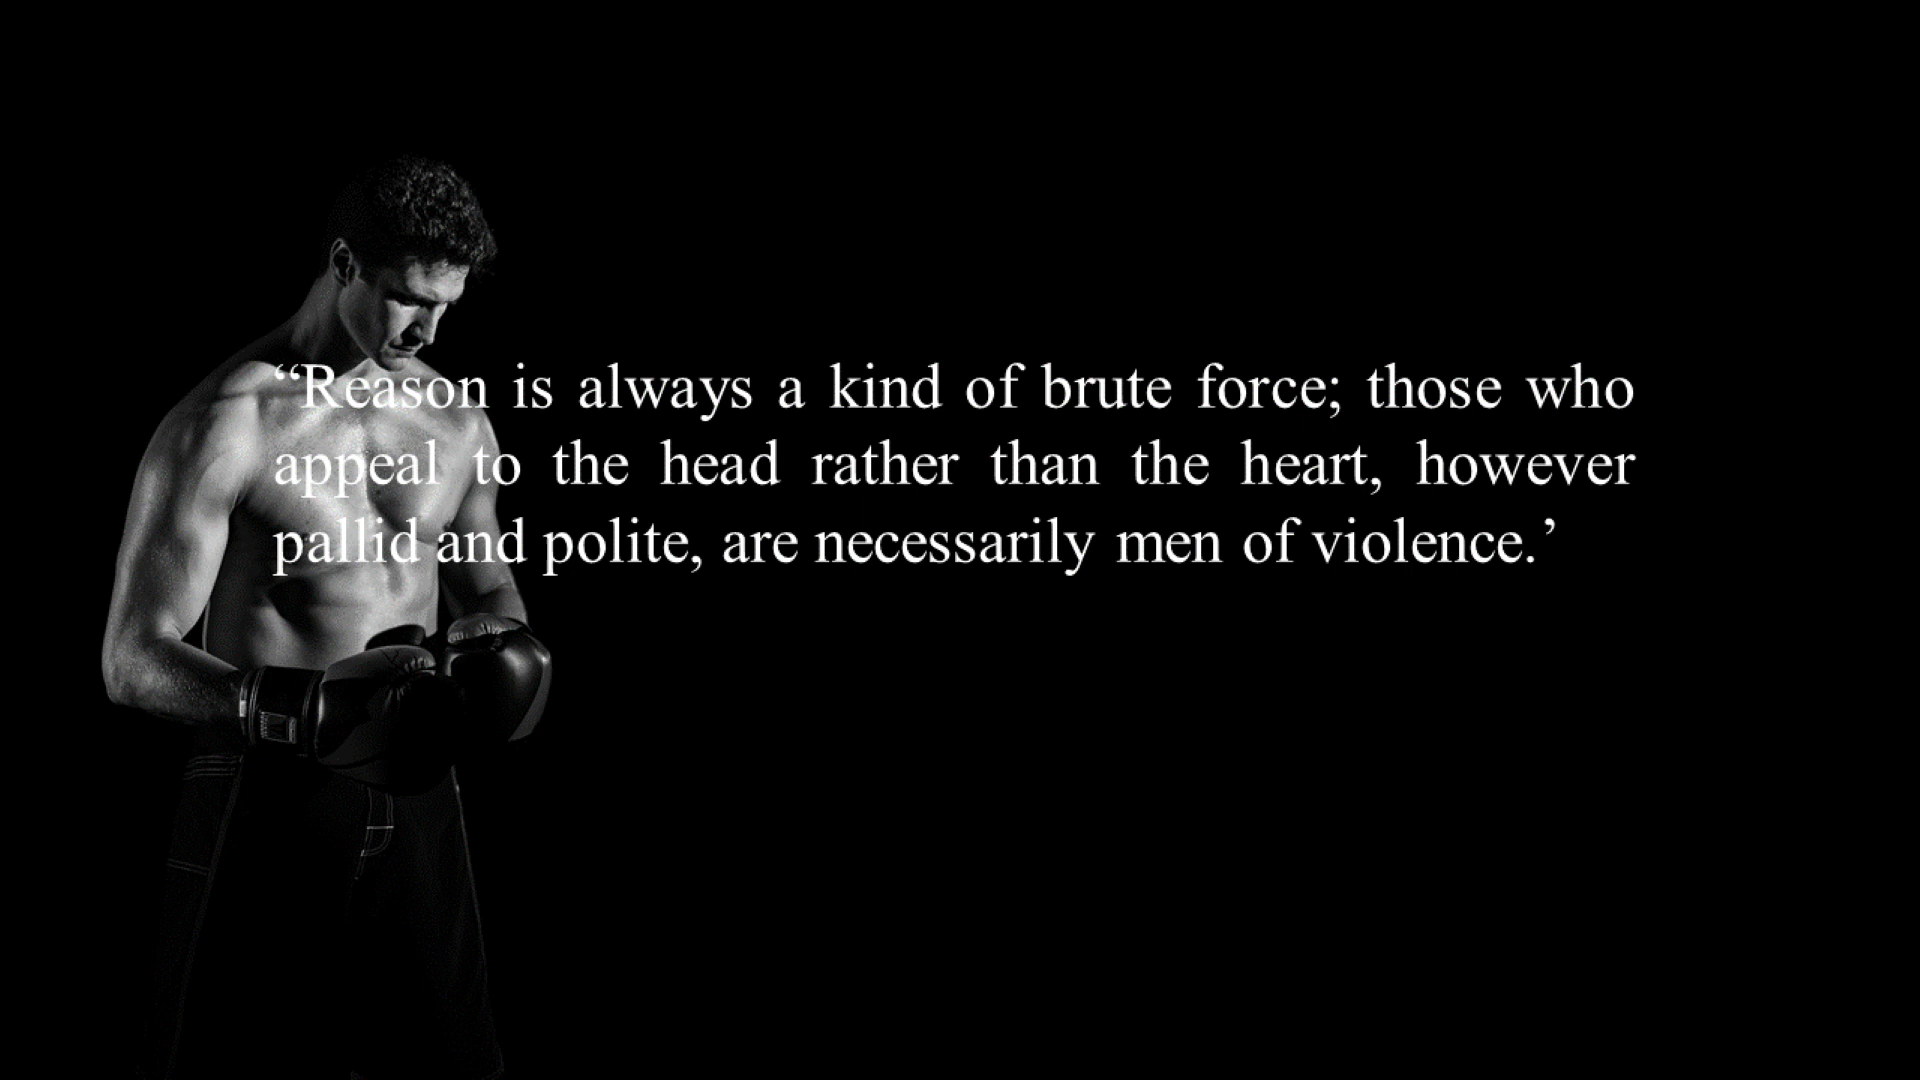 “Reason is always a kind of brute force; those who
appeal to the head rather than the heart, however
pallid and polite, are necessarily men of violence.’